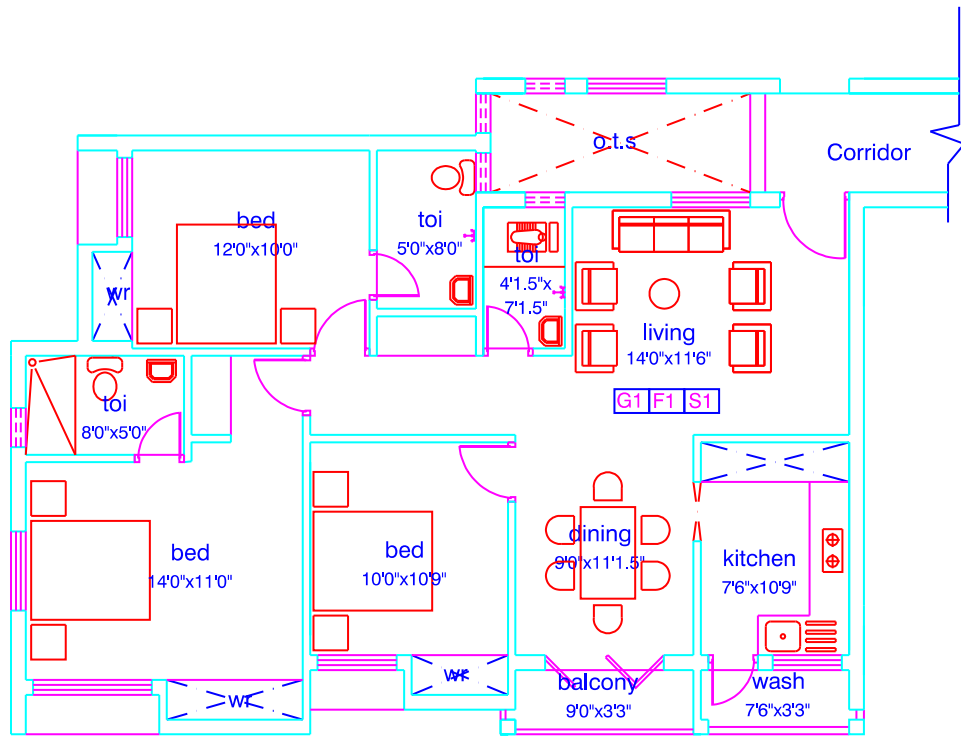 o.t.s
Corridor
bed
12'0"x10'0"
toi
5'0"x8'0"
toi
4'1.5"x
7'1.5"
wr
living
14'0"x11'6"
G1 F1 S1
toi
8'0"x5'0"
bed
14'0"x11'0"
bed
10'0"x10'9"
dining
9'0"x11'1.5"
kitchen
7'6"x10'9"
wr
wr
balcony
9'0"x3'3"
wash
7'6"x3'3"